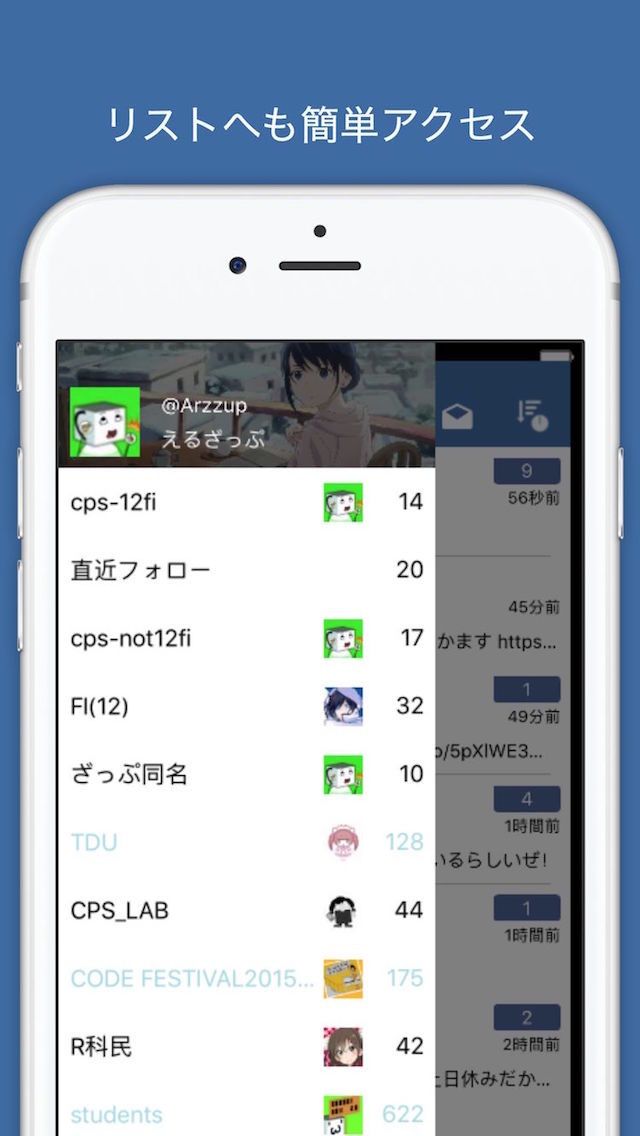 リストへも簡単アクセス
@Arzzup
えるざっぷ
cps-12fi 14
直近フォロー 20
cps-not12fi 17
FI(12) 32
ざっぷ同名 10
TDU 128
CPS_LAB 44
CODE FESTIVAL2015... 175
R科民 42
students 622
9
56秒前
45分前
かます https...
1
49分前
/5pXlWE3...
4
1時間前
いるらしいぜ!
1
1時間前
2
2時間前
日休みだか...